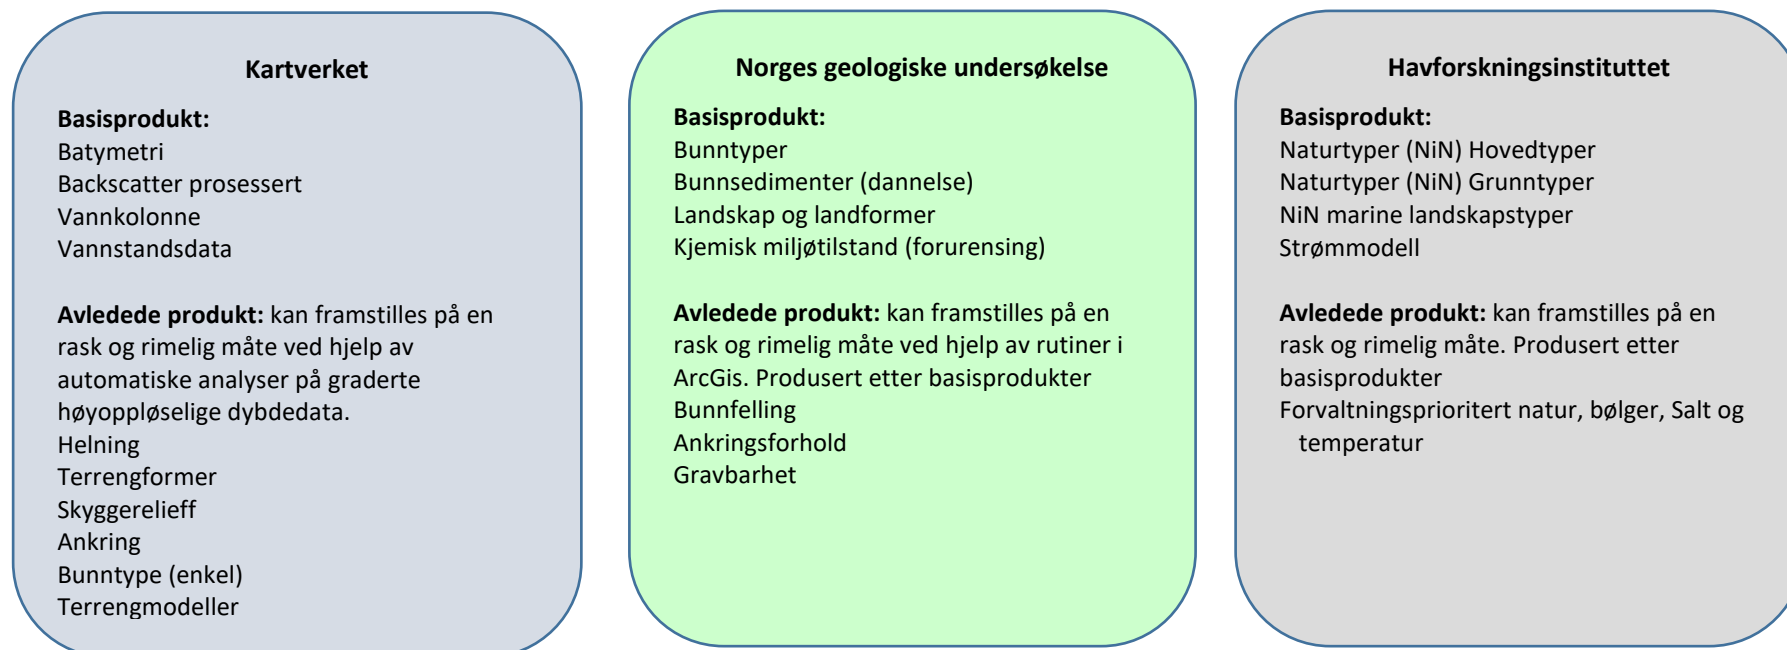 Kartverket
Basisprodukt:
Batymetri
Backscatter prosessert
Vannkolonne
Vannstandsdata
Avledede produkt: kan framstilles på en
rask og rimelig måte ved hjelp av
automatiske analyser på graderte
høyoppløselige dybdedata.
Helning
Terrengformer
Skyggerelieff
Ankring
Bunntype (enkel)
Terrengmodeller
Norges geologiske undersøkelse
Basisprodukt:
Bunntyper
Bunnsedimenter (dannelse)
Landskap og landformer
Kjemisk miljøtilstand (forurensing)
Avledede produkt: kan framstilles på en
rask og rimelig måte ved hjelp av rutiner i
ArcGis. Produsert etter basisprodukter
Bunnfelling
Ankringsforhold
Gravbarhet
Havforskningsinstituttet
Basisprodukt:
Naturtyper (NiN) Hovedtyper
Naturtyper (NiN) Grunntyper
NiN marine landskapstyper
Strømmodell
Avledede produkt: kan framstilles på en
rask og rimelig måte. Produsert etter
basisprodukter
Forvaltningsprioritert natur, bølger, Salt og
temperatur